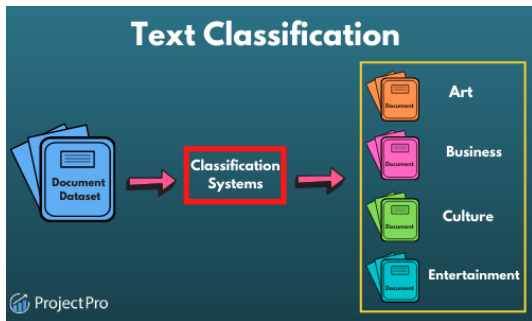 Text Classification
Document
Dataset
Classification
Systems
Document
Art
Document
Business
Document
Culture
Document
Entertainment
ProjectPro